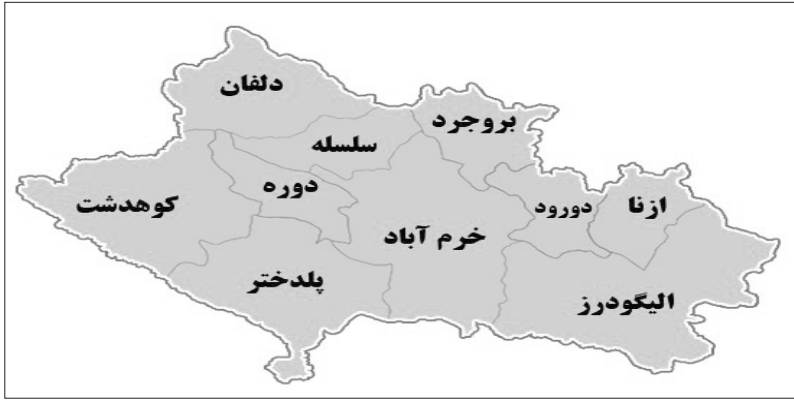 دلفان
بروجرد
سلسله
دوره
کوهدشت
ازنا
دورود
خرم آباد
پلدختر
الیگودرز